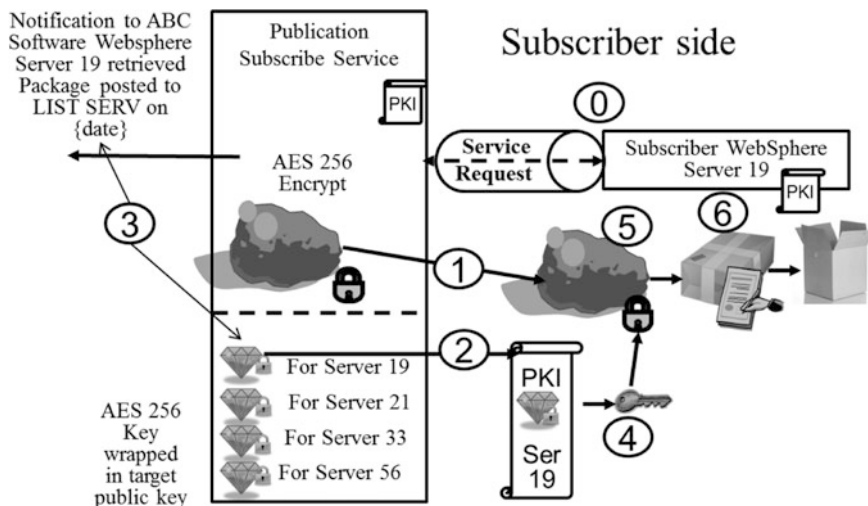 Notification to ABC
Software Websphere
Server 19 retrieved
Package posted to
LIST SERV on
{date}
Publication
Subscribe Service
PKI
Subscriber side
0
Service
Request
Subscriber WebSphere
Server 19
PKI
AES 256
Encrypt
3
1
5
6
2
For Server 19
For Server 21
For Server 33
For Server 56
AES 256
Key
wrapped
in target
public key
PKI
Ser
19
4